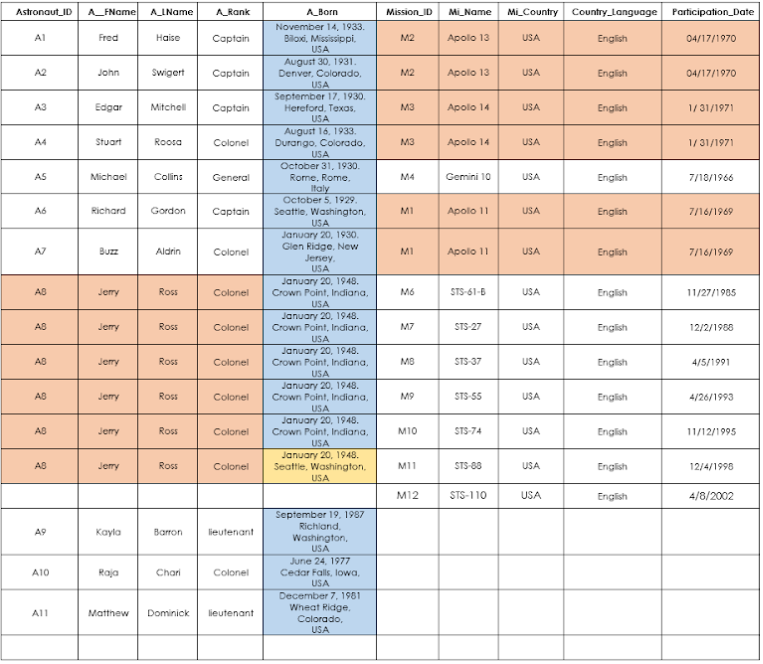 Astronaut_ID A__FName A_LName A_Rank A_Born Mission_ID Mi_Name Mi_Country Country_Language Participation_Date
A1 Fred Haise Captain November 14, 1933. Biloxi, Mississippi, USA M2 Apollo 13 USA English 04/17/1970
A2 John Swigert Captain August 30, 1931. Denver, Colorado, USA M2 Apollo 13 USA English 04/17/1970
A3 Edgar Mitchell Captain September 17, 1930. Hereford, Texas, USA M3 Apollo 14 USA English 1/ 31/1971
A4 Stuart Roosa Colonel August 16, 1933. Durango, Colorado, USA M3 Apollo 14 USA English 1/ 31/1971
A5 Michael Collins General October 31, 1930. Rome, Rome, Italy M4 Gemini 10 USA English 7/18/1966
A6 Richard Gordon Captain October 5, 1929. Seattle, Washington, USA M1 Apollo 11 USA English 7/16/1969
A7 Buzz Aldrin Colonel January 20, 1930. Glen Ridge, New Jersey, USA M1 Apollo 11 USA English 7/16/1969
A8 Jerry Ross Colonel January 20, 1948. Crown Point, Indiana, USA M6 STS-61-B USA English 11/27/1985
A8 Jerry Ross Colonel January 20, 1948. Crown Point, Indiana, USA M7 STS-27 USA English 12/2/1988
A8 Jerry Ross Colonel January 20, 1948. Crown Point, Indiana, USA M8 STS-37 USA English 4/5/1991
A8 Jerry Ross Colonel January 20, 1948. Crown Point, Indiana, USA M9 STS-55 USA English 4/26/1993
A8 Jerry Ross Colonel January 20, 1948. Crown Point, Indiana, USA M10 STS-74 USA English 11/12/1995
A8 Jerry Ross Colonel January 20, 1948. Seattle, Washington, USA M11 STS-88 USA English 12/4/1998
M12 STS-110 USA English 4/8/2002
A9 Kayla Barron lieutenant September 19, 1987 Richland, Washington, USA
A10 Raja Chari Colonel June 24, 1977 Cedar Falls, Iowa, USA
A11 Matthew Dominick lieutenant December 7, 1981 Wheat Ridge, Colorado, USA